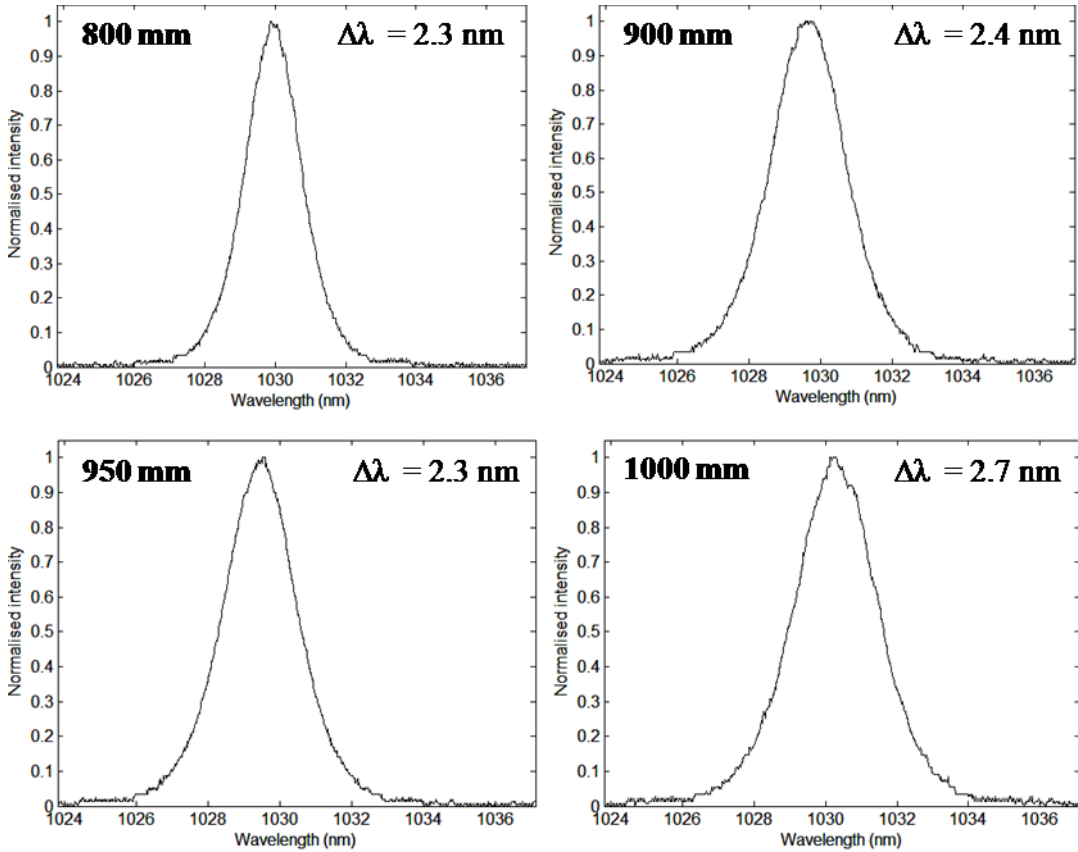 800 mm Δλ = 2.3 nm
1
0.9
0.8
0.7
0.6
0.5
0.4
0.3
0.2
0.1
0
Normalised intensity
1024 1026 1028 1030 1032 1034 1036
Wavelength (nm)
900 mm Δλ = 2.4 nm
1
0.9
0.8
0.7
0.6
0.5
0.4
0.3
0.2
0.1
0
Normalised intensity
1024 1026 1028 1030 1032 1034 1036
Wavelength (nm)
950 mm Δλ = 2.3 nm
1
0.9
0.8
0.7
0.6
0.5
0.4
0.3
0.2
0.1
0
Normalised intensity
1024 1026 1028 1030 1032 1034 1036
Wavelength (nm)
1000 mm Δλ = 2.7 nm
1
0.9
0.8
0.7
0.6
0.5
0.4
0.3
0.2
0.1
0
Normalised intensity
1024 1026 1028 1030 1032 1034 1036
Wavelength (nm)